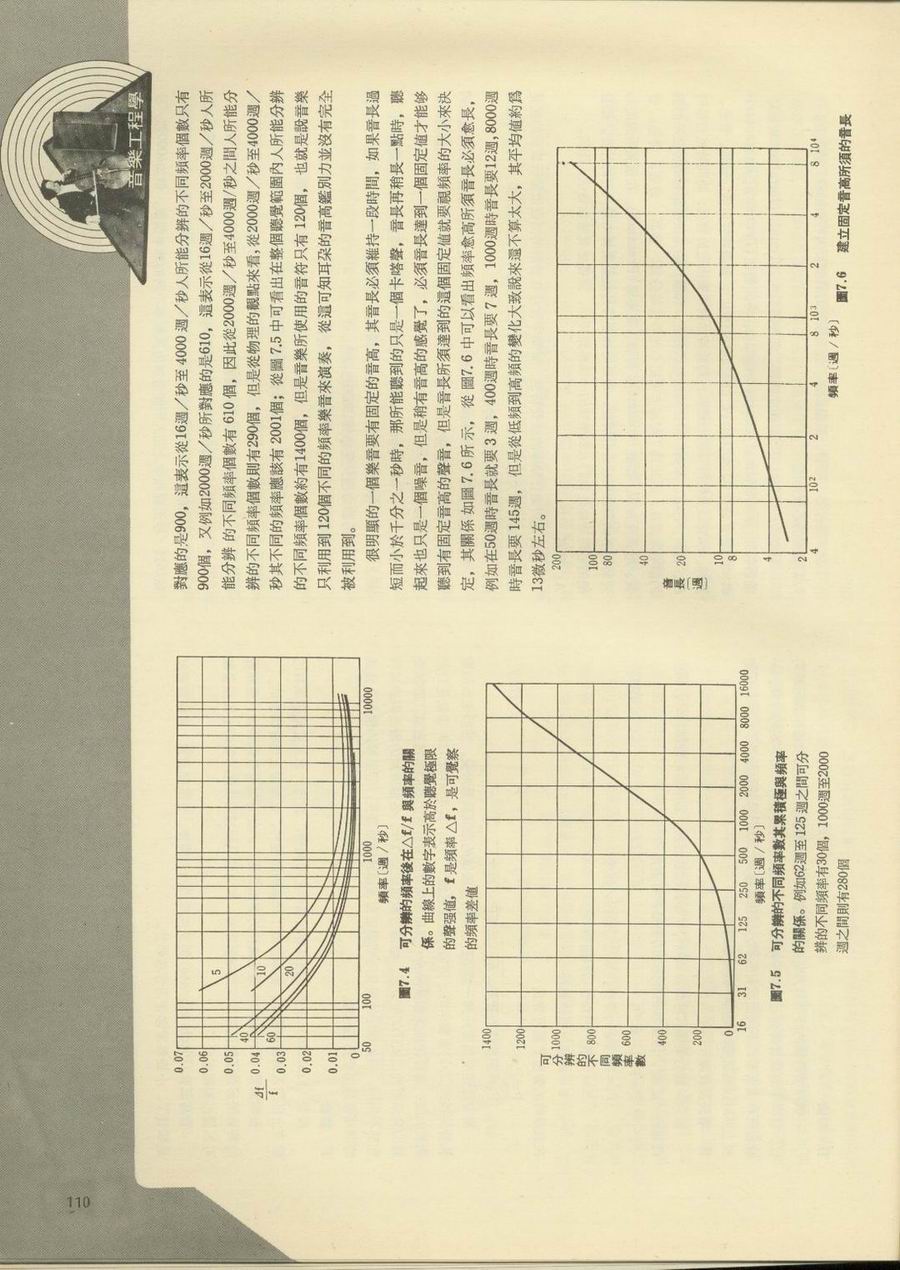 110
音樂工程學
0.07
0.06
0.05
0.04
0.03
0.02
0.01
0
Δf
f
5
10
20
40
60
50
100
1000
10000
頻率〔週／秒〕
圖7.4 可分辨的頻率後在△f/f 與頻率的關
係。曲線上的數字表示高於聽覺極限
的聲强値，f 是頻率△f，是可覺察
的頻率差値
1400
1200
1000
800
600
400
200
0
可分辨的不同頻率數
16
31
62
125
250
500
1000
2000
4000
8000
16000
頻率〔週／秒〕
圖7.5 可分辨的不同頻率數其累積極與頻率
的關係。例如62週至 125 週之間可分
辨的不同頻率有30個，1000週至2000
週之間則有280個
對應的是900，這表示從16週／秒至 4000 週／秒人所能分辨的不同頻率個數只有
900個，又例如2000週／秒所對應的是610，這表示從16週／秒至2000週／秒人所
能分辨 的不同頻率個數有 610 個，因此從2000週／秒至4000週/秒之間人所能分
辨的不同頻率個數則有290個，但是從物理的觀點來看，從2000週／秒至4000週／
秒其不同的頻率應該有 2001個；從圖 7.5 中可看出在整個聽覺範圍內人所能分辨
的不同頻率個數約有1400個，但是音樂所使用的音符只有 120個，也就是說音樂
只利用到 120個不同的頻率樂音來演奏，從這可知耳朶的音高鑑別力並沒有完全
被利用到。
很明顯的一個樂音要有固定的音高，其音長必須維持一段時間，如果音長過
短而小於千分之一秒時，那所能聽到的只是一個卡嗒聲，音長再稍長一點時，聽
起來也只是一個噪音，但是稍有音高的感覺了，必須音長達到一個固定値才能够
聽到有固定音高的聲音，但是音長所須達到的這個固定値就要視頻率的大小來決
定，其關係 如圖 7.6 所 示，從 圖7.6 中可以看出頻率愈高所須音長必須愈長，
例如在50週時音長就要 3 週，400週時音長要 7 週，1000週時音長要12週，8000週
時音長要 145週，但是從低頻到高頻的變化大致說來還不算太大，其平均値約爲
13微秒左右。
200
100
80
40
20
10
8
4
2
音長〔週〕
4
10²
2
4
8
10³
2
4
8
10⁴
頻率〔週／秒〕
圖7.6 建立固定音高所須的音長